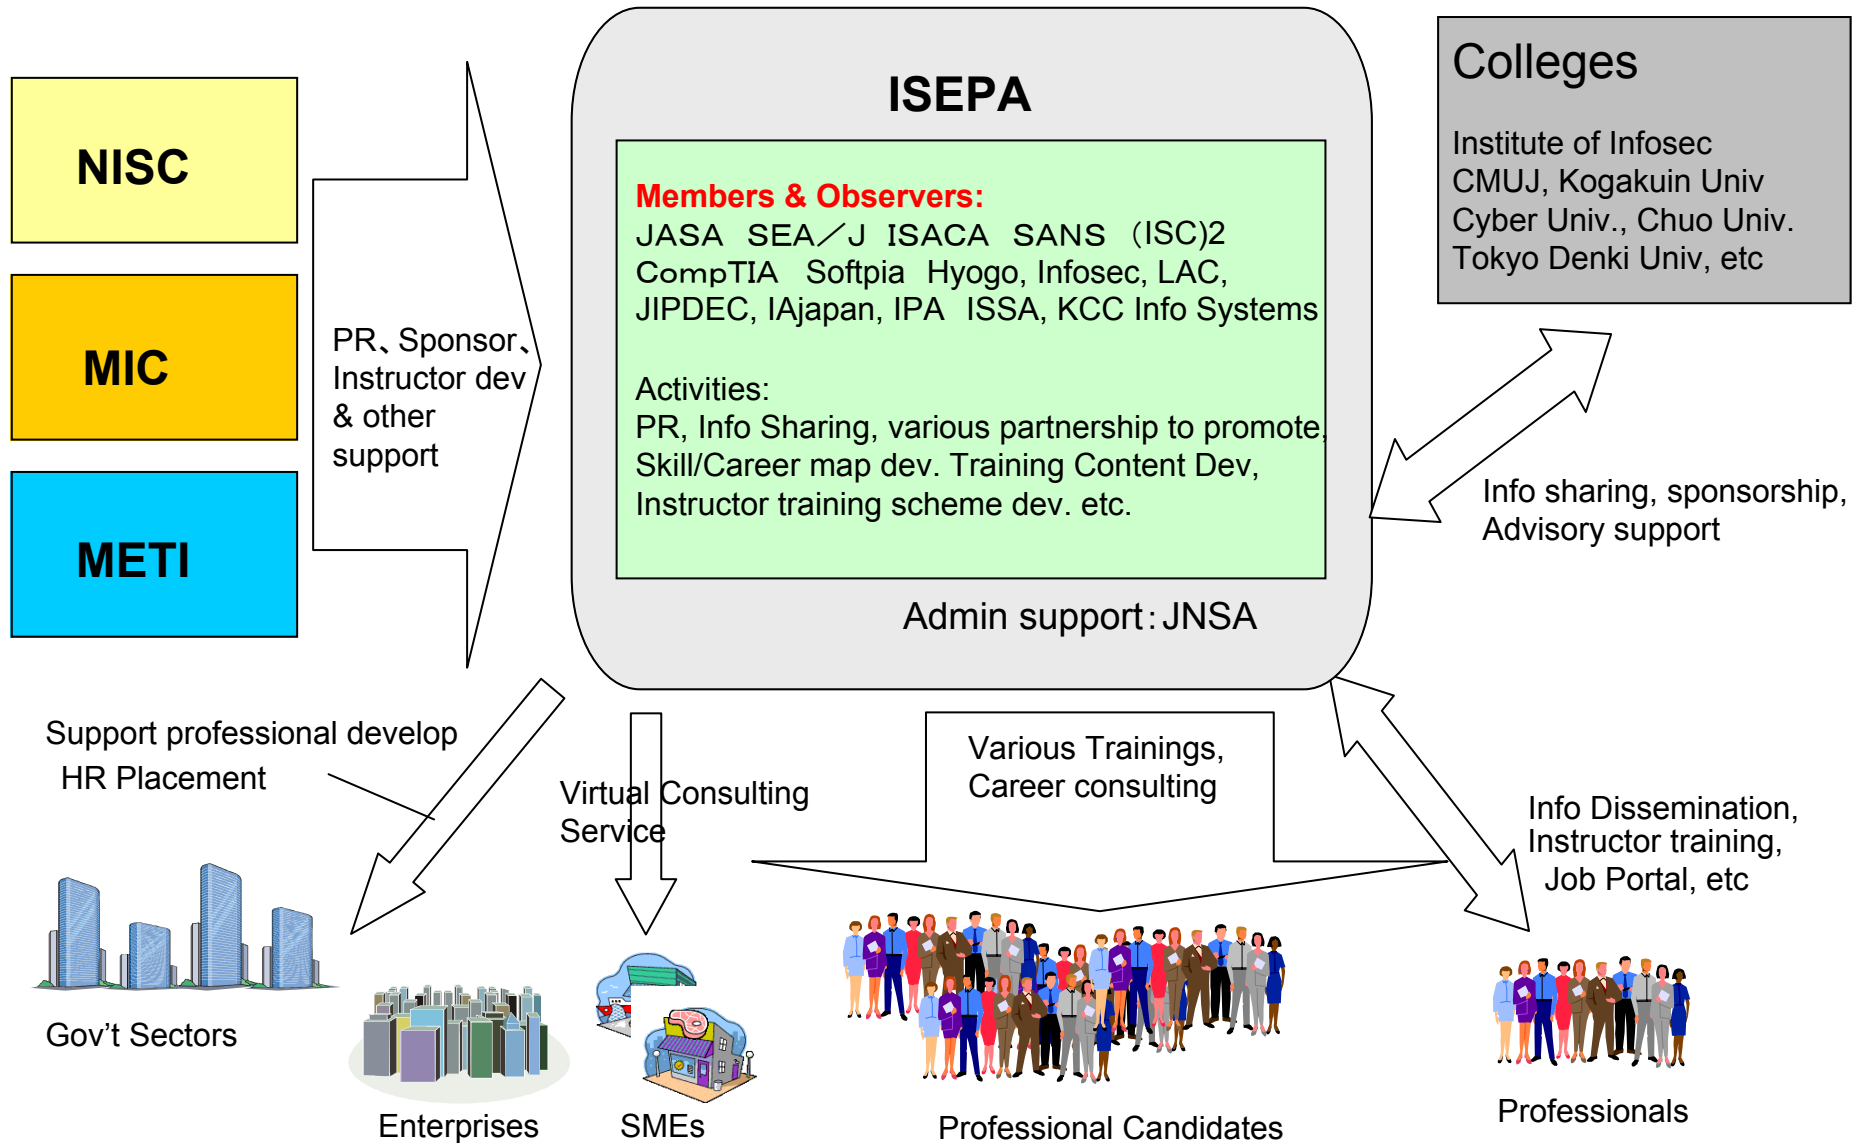 NISC
MIC
METI
PR、Sponsor、
Instructor dev
& other
support
ISEPA
Members & Observers:
JASA　SEA／J　ISACA　SANS　（ISC)2
CompTIA　Softpia Hyogo, Infosec, LAC,
JIPDEC, IAjapan, IPA　ISSA, KCC Info Systems
Activities:
PR, Info Sharing, various partnership to promote,
Skill/Career map dev. Training Content Dev,
Instructor training scheme dev. etc.
Admin support：JNSA
Colleges
Institute of Infosec
CMUJ, Kogakuin Univ
Cyber Univ., Chuo Univ.
Tokyo Denki Univ, etc
Info sharing, sponsorship,
Advisory support
Support professional develop
HR Placement
Virtual Consulting
Service
Various Trainings,
Career consulting
Info Dissemination,
Instructor training,
Job Portal, etc
Gov’t Sectors
Enterprises
SMEs
Professional Candidates
Professionals